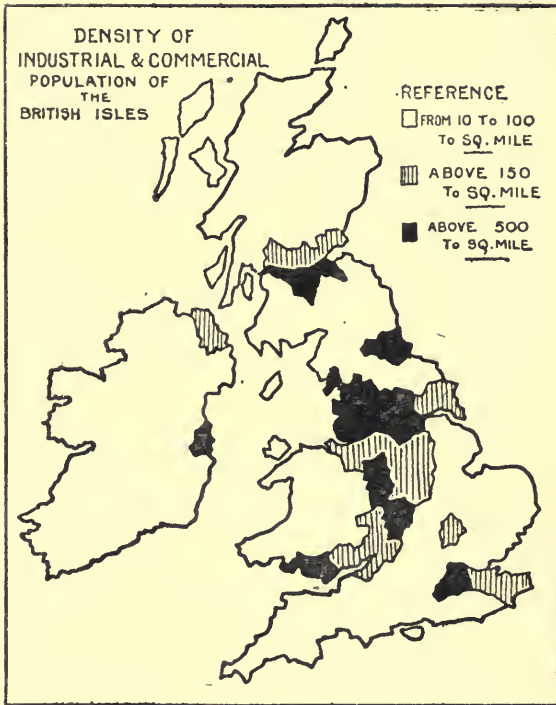 DENSITY OF
INDUSTRIAL & COMMERCIAL
POPULATION OF
THE
BRITISH ISLES
REFERENCE
FROM 10 TO 100
TO SQ. MILE
ABOVE 150
TO SQ. MILE
ABOVE 500
TO SQ. MILE